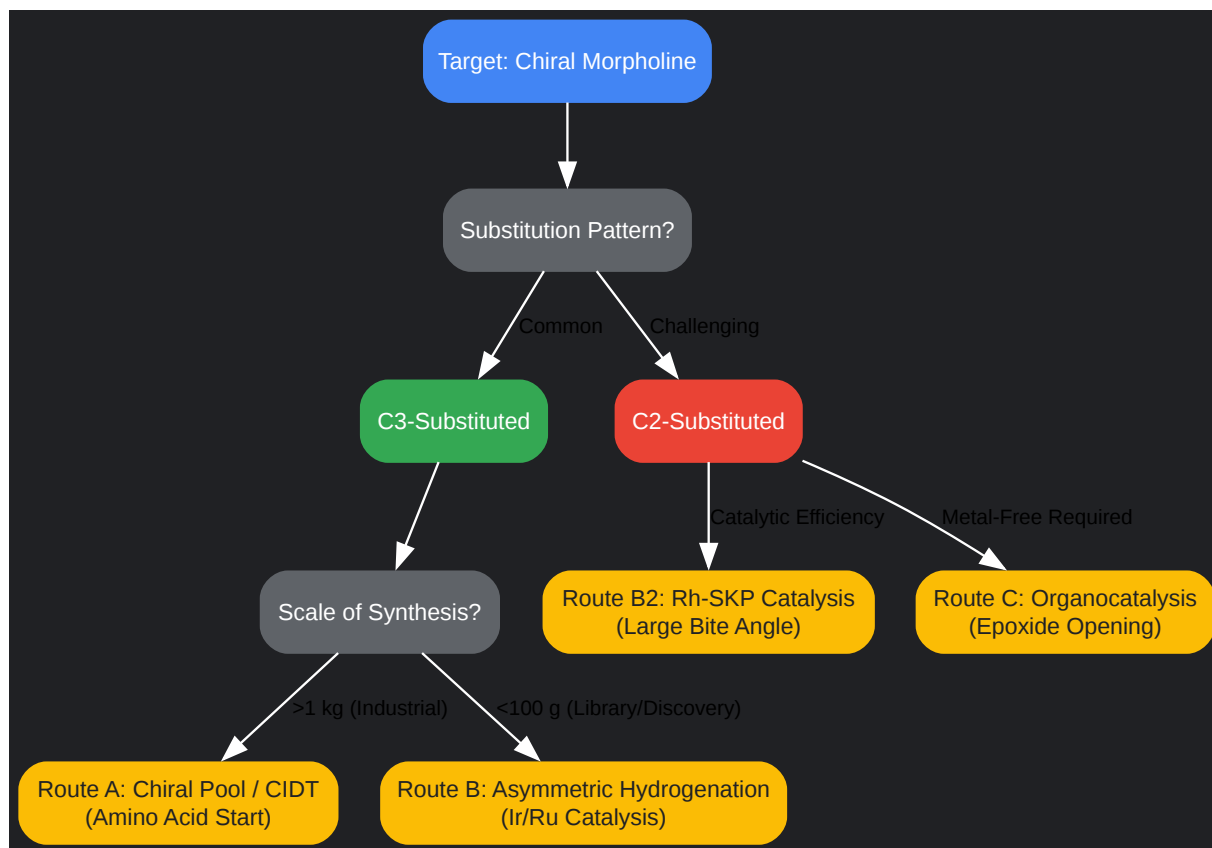 Target: Chiral Morpholine
Substitution Pattern?
Common
Challenging
C3-Substituted
C2-Substituted
Catalytic Efficiency
Metal-Free Required
Scale of Synthesis?
Route B2: Rh-SKP Catalysis
(Large Bite Angle)
Route C: Organocatalysis
(Epoxide Opening)
>1 kg (Industrial)
<100 g (Library/Discovery)
Route A: Chiral Pool / CIDT
(Amino Acid Start)
Route B: Asymmetric Hydrogenation
(Ir/Ru Catalysis)